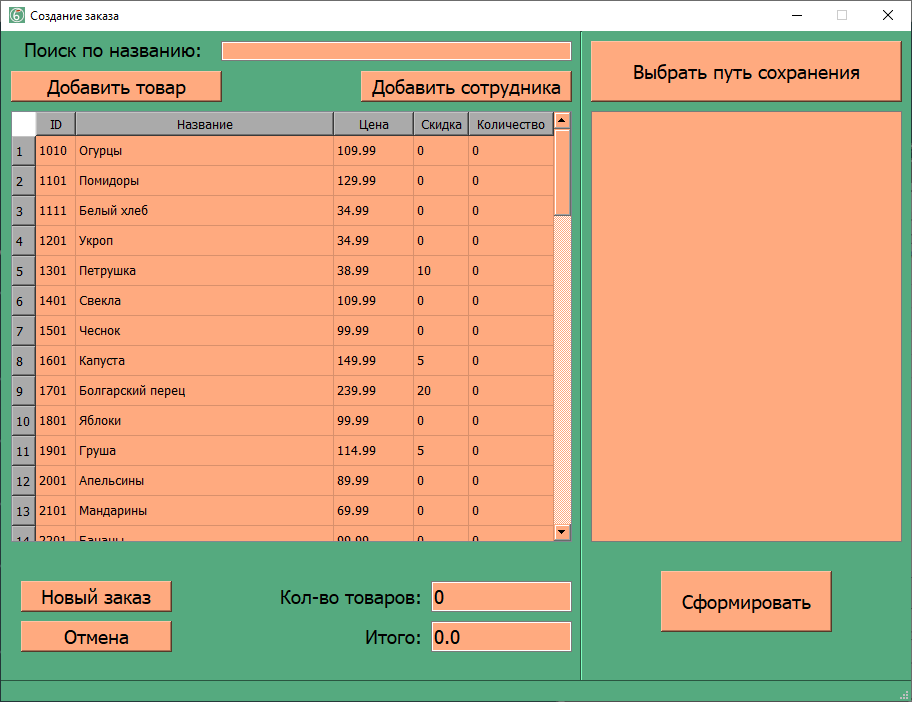 Создание заказа
Поиск по названию:
Добавить товар
Добавить сотрудника
Выбрать путь сохранения
ID Название Цена Скидка Количество
1 1010 Огурцы 109.99 0 0
2 1101 Помидоры 129.99 0 0
3 1111 Белый хлеб 34.99 0 0
4 1201 Укроп 34.99 0 0
5 1301 Петрушка 38.99 10 0
6 1401 Свекла 109.99 0 0
7 1501 Чеснок 99.99 0 0
8 1601 Капуста 149.99 5 0
9 1701 Болгарский перец 239.99 20 0
10 1801 Яблоки 99.99 0 0
11 1901 Груша 114.99 5 0
12 2001 Апельсины 89.99 0 0
13 2101 Мандарины 69.99 0 0
14 2201 Бананы 99.99 0 0
Новый заказ
Кол-во товаров: 0
Отмена
Итого: 0.0
Сформировать